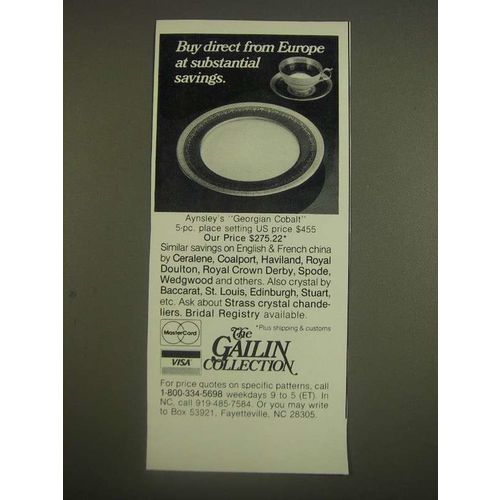 Buy direct from Europe
at substantial
savings.
Aynsley's "Georgian Cobalt"
5-pc. place setting US price $455
Our Price $275.22*
Similar savings on English & French china
by Ceralene, Coalport, Haviland, Royal
Doulton, Royal Crown Derby, Spode,
Wedgwood and others. Also crystal by
Baccarat, St. Louis, Edinburgh, Stuart,
etc. Ask about Strass crystal chande-
liers. Bridal Registry available.
*Plus shipping & customs
MasterCard
VISA
The
GAILIN
COLLECTION
For price quotes on specific patterns, call
1-800-334-5698 weekdays 9 to 5 (ET). In
NC, call 919-485-7584. Or you may write
to Box 53921, Fayetteville, NC 28305.